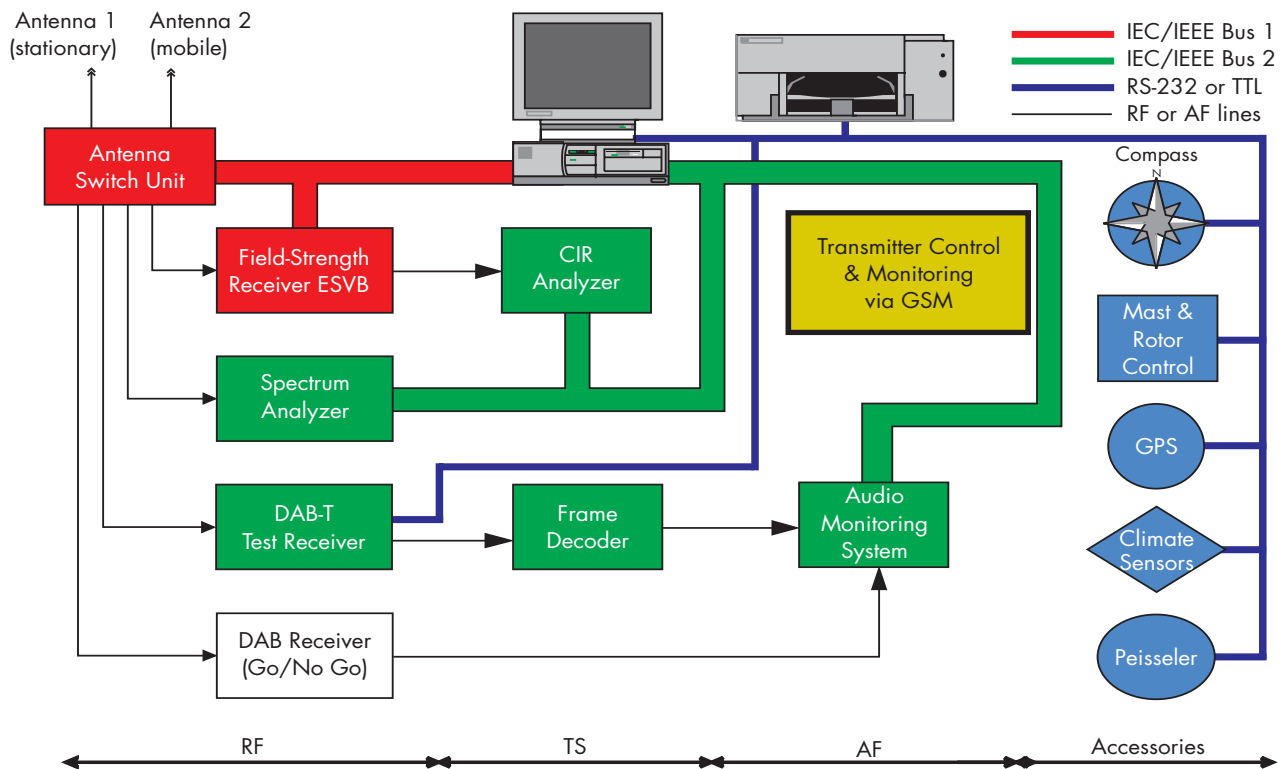 Antenna 1
(stationary)
Antenna 2
(mobile)
IEC/IEEE Bus 1
IEC/IEEE Bus 2
RS-232 or TTL
RF or AF lines
Antenna
Switch Unit
Compass
N
Field-Strength
Receiver ESVB
CIR
Analyzer
Transmitter Control
& Monitoring
via GSM
Mast &
Rotor
Control
Spectrum
Analyzer
GPS
DAB-T
Test Receiver
Frame
Decoder
Audio
Monitoring
System
Climate
Sensors
DAB Receiver
(Go/No Go)
Peisseler
RF
TS
AF
Accessories